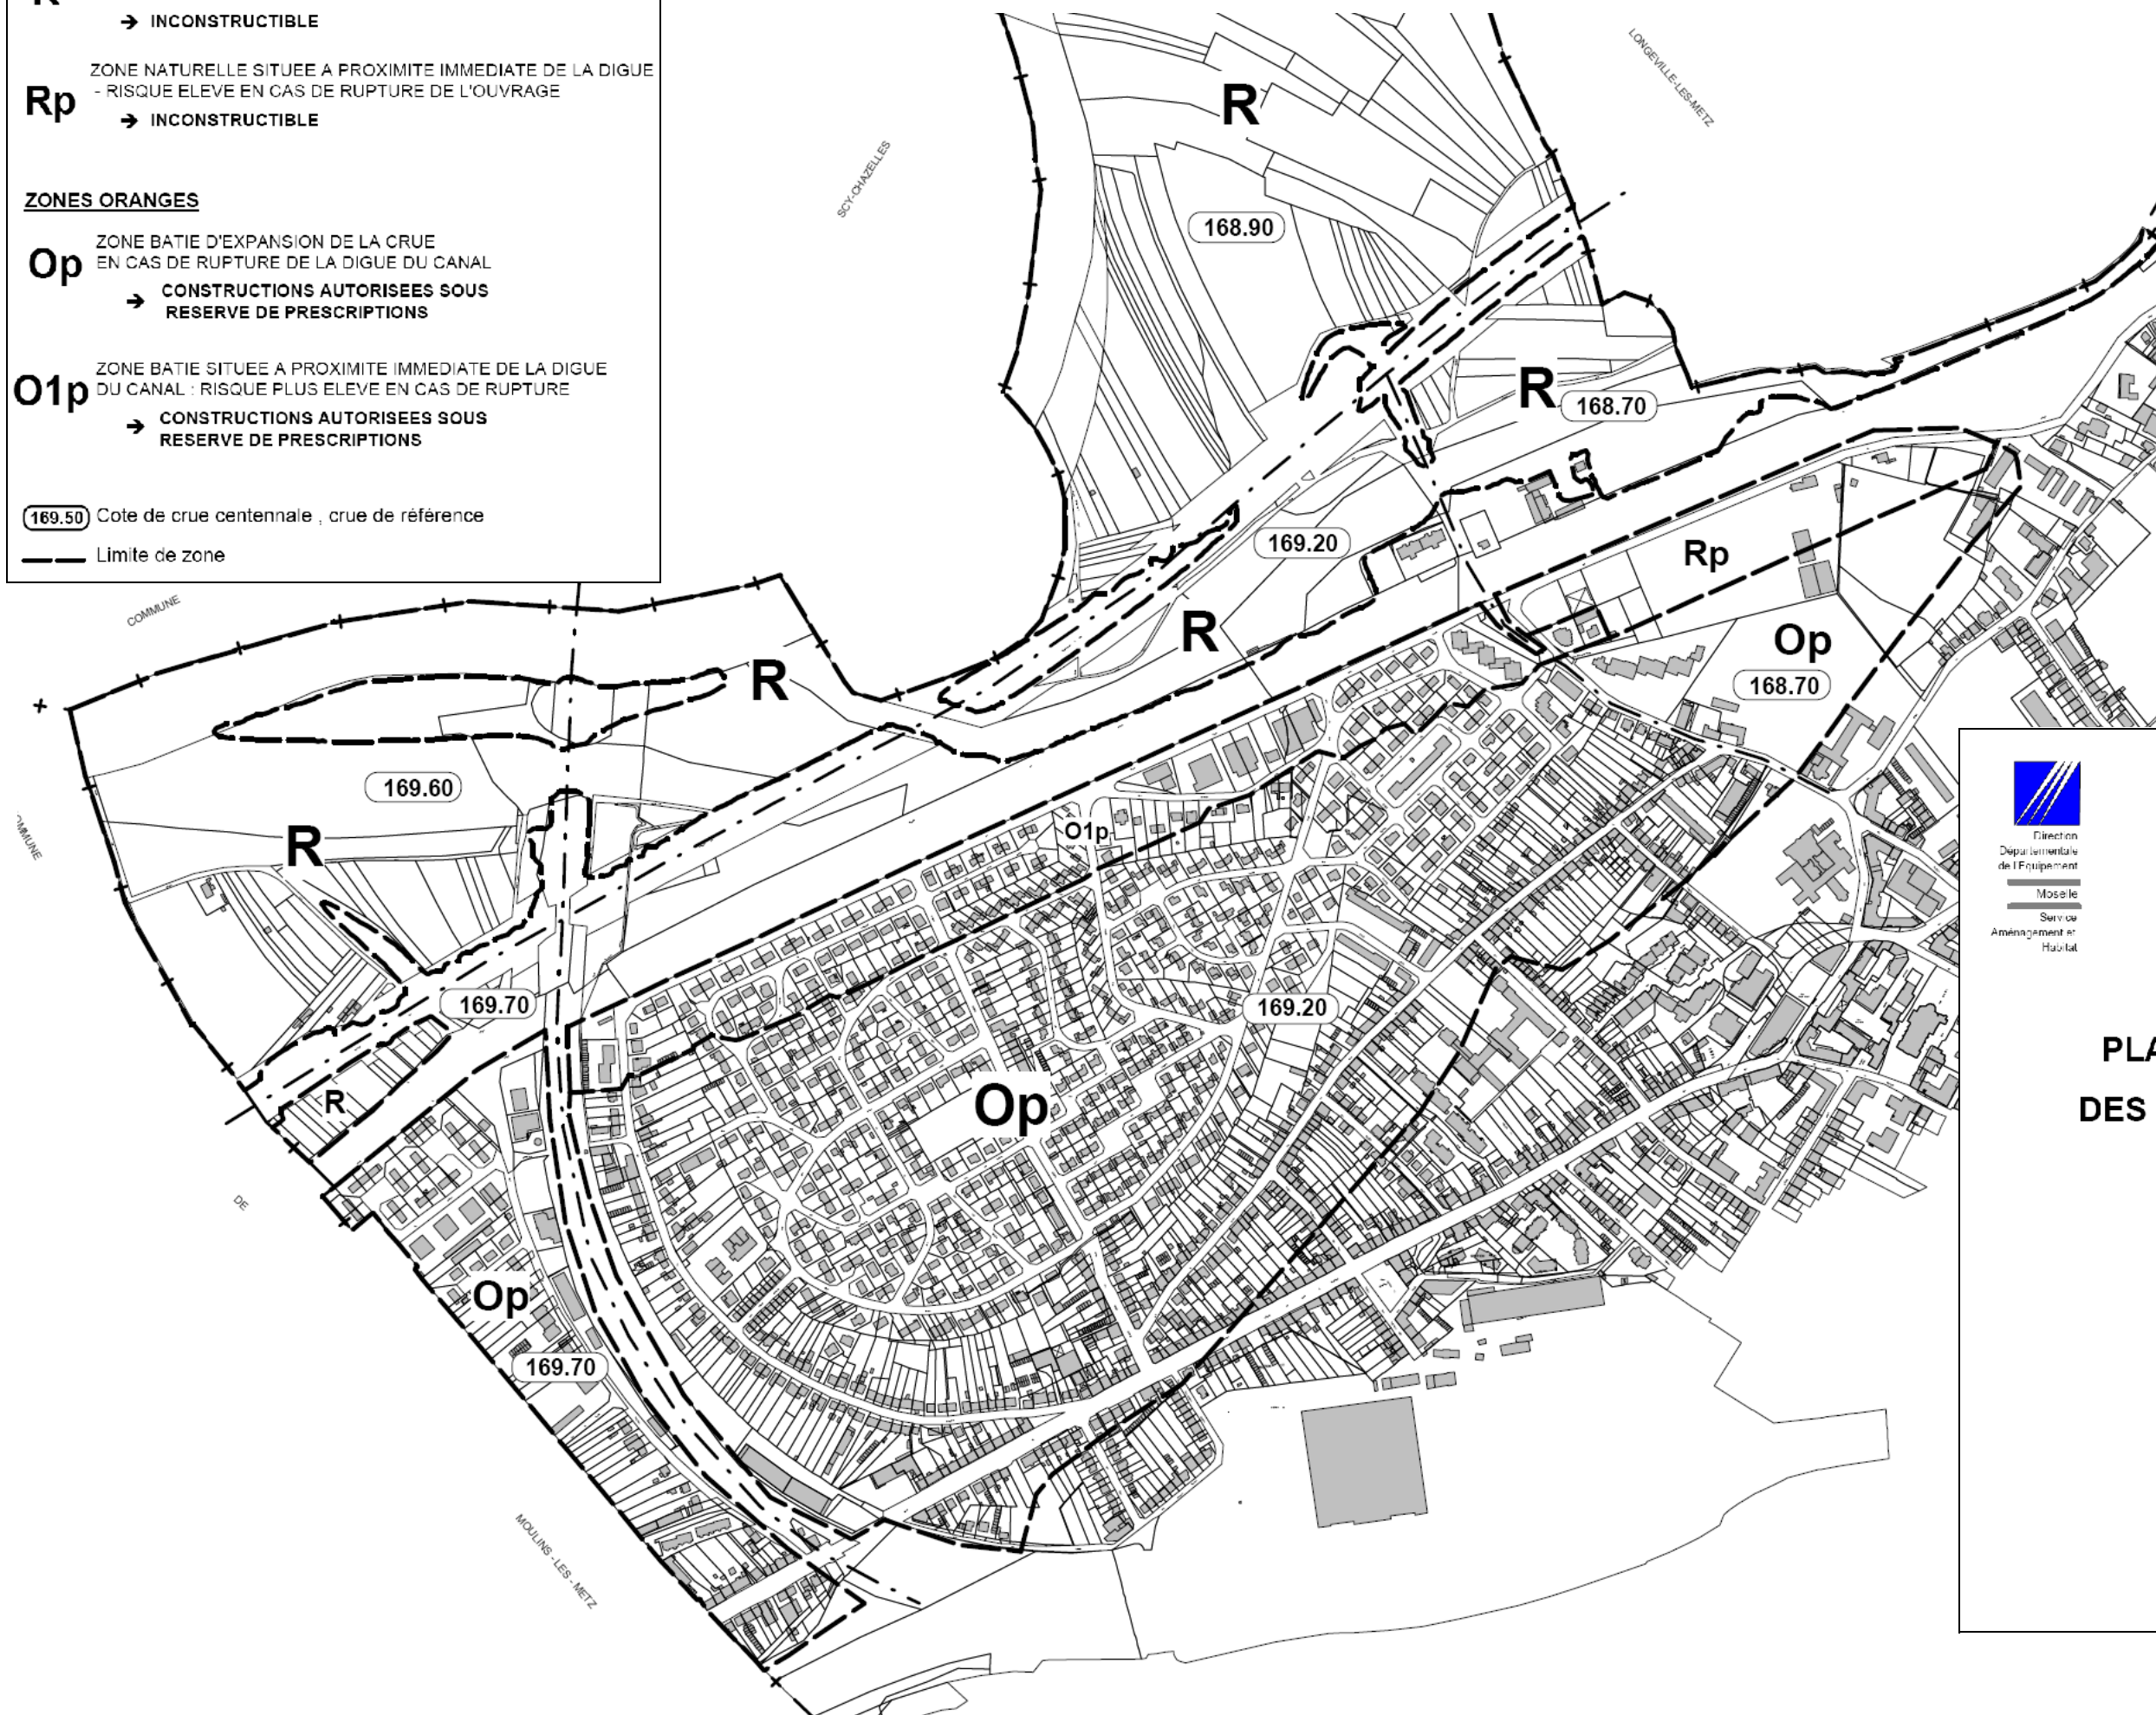 ➔ INCONSTRUCTIBLE
Rp
ZONE NATURELLE SITUEE A PROXIMITE IMMEDIATE DE LA DIGUE
- RISQUE ELEVE EN CAS DE RUPTURE DE L'OUVRAGE
➔ INCONSTRUCTIBLE
ZONES ORANGES
Op
ZONE BATIE D'EXPANSION DE LA CRUE
EN CAS DE RUPTURE DE LA DIGUE DU CANAL
➔ CONSTRUCTIONS AUTORISEES SOUS
RESERVE DE PRESCRIPTIONS
O1p
ZONE BATIE SITUEE A PROXIMITE IMMEDIATE DE LA DIGUE
DU CANAL : RISQUE PLUS ELEVE EN CAS DE RUPTURE
➔ CONSTRUCTIONS AUTORISEES SOUS
RESERVE DE PRESCRIPTIONS
169.50 Cote de crue centennale , crue de référence
Limite de zone
LONGEVILLE-LES-METZ
R
SCY-CHAZELLES
168.90
R
168.70
169.20
Rp
COMMUNE
R
Op
R
168.70
169.60
O1p
R
169.70
169.20
R
Op
DE
Op
169.70
MOULINS - LES - METZ
Direction
Départementale
de l'Equipement
Moselle
Service
Aménagement et
Habitat
PLA
DES